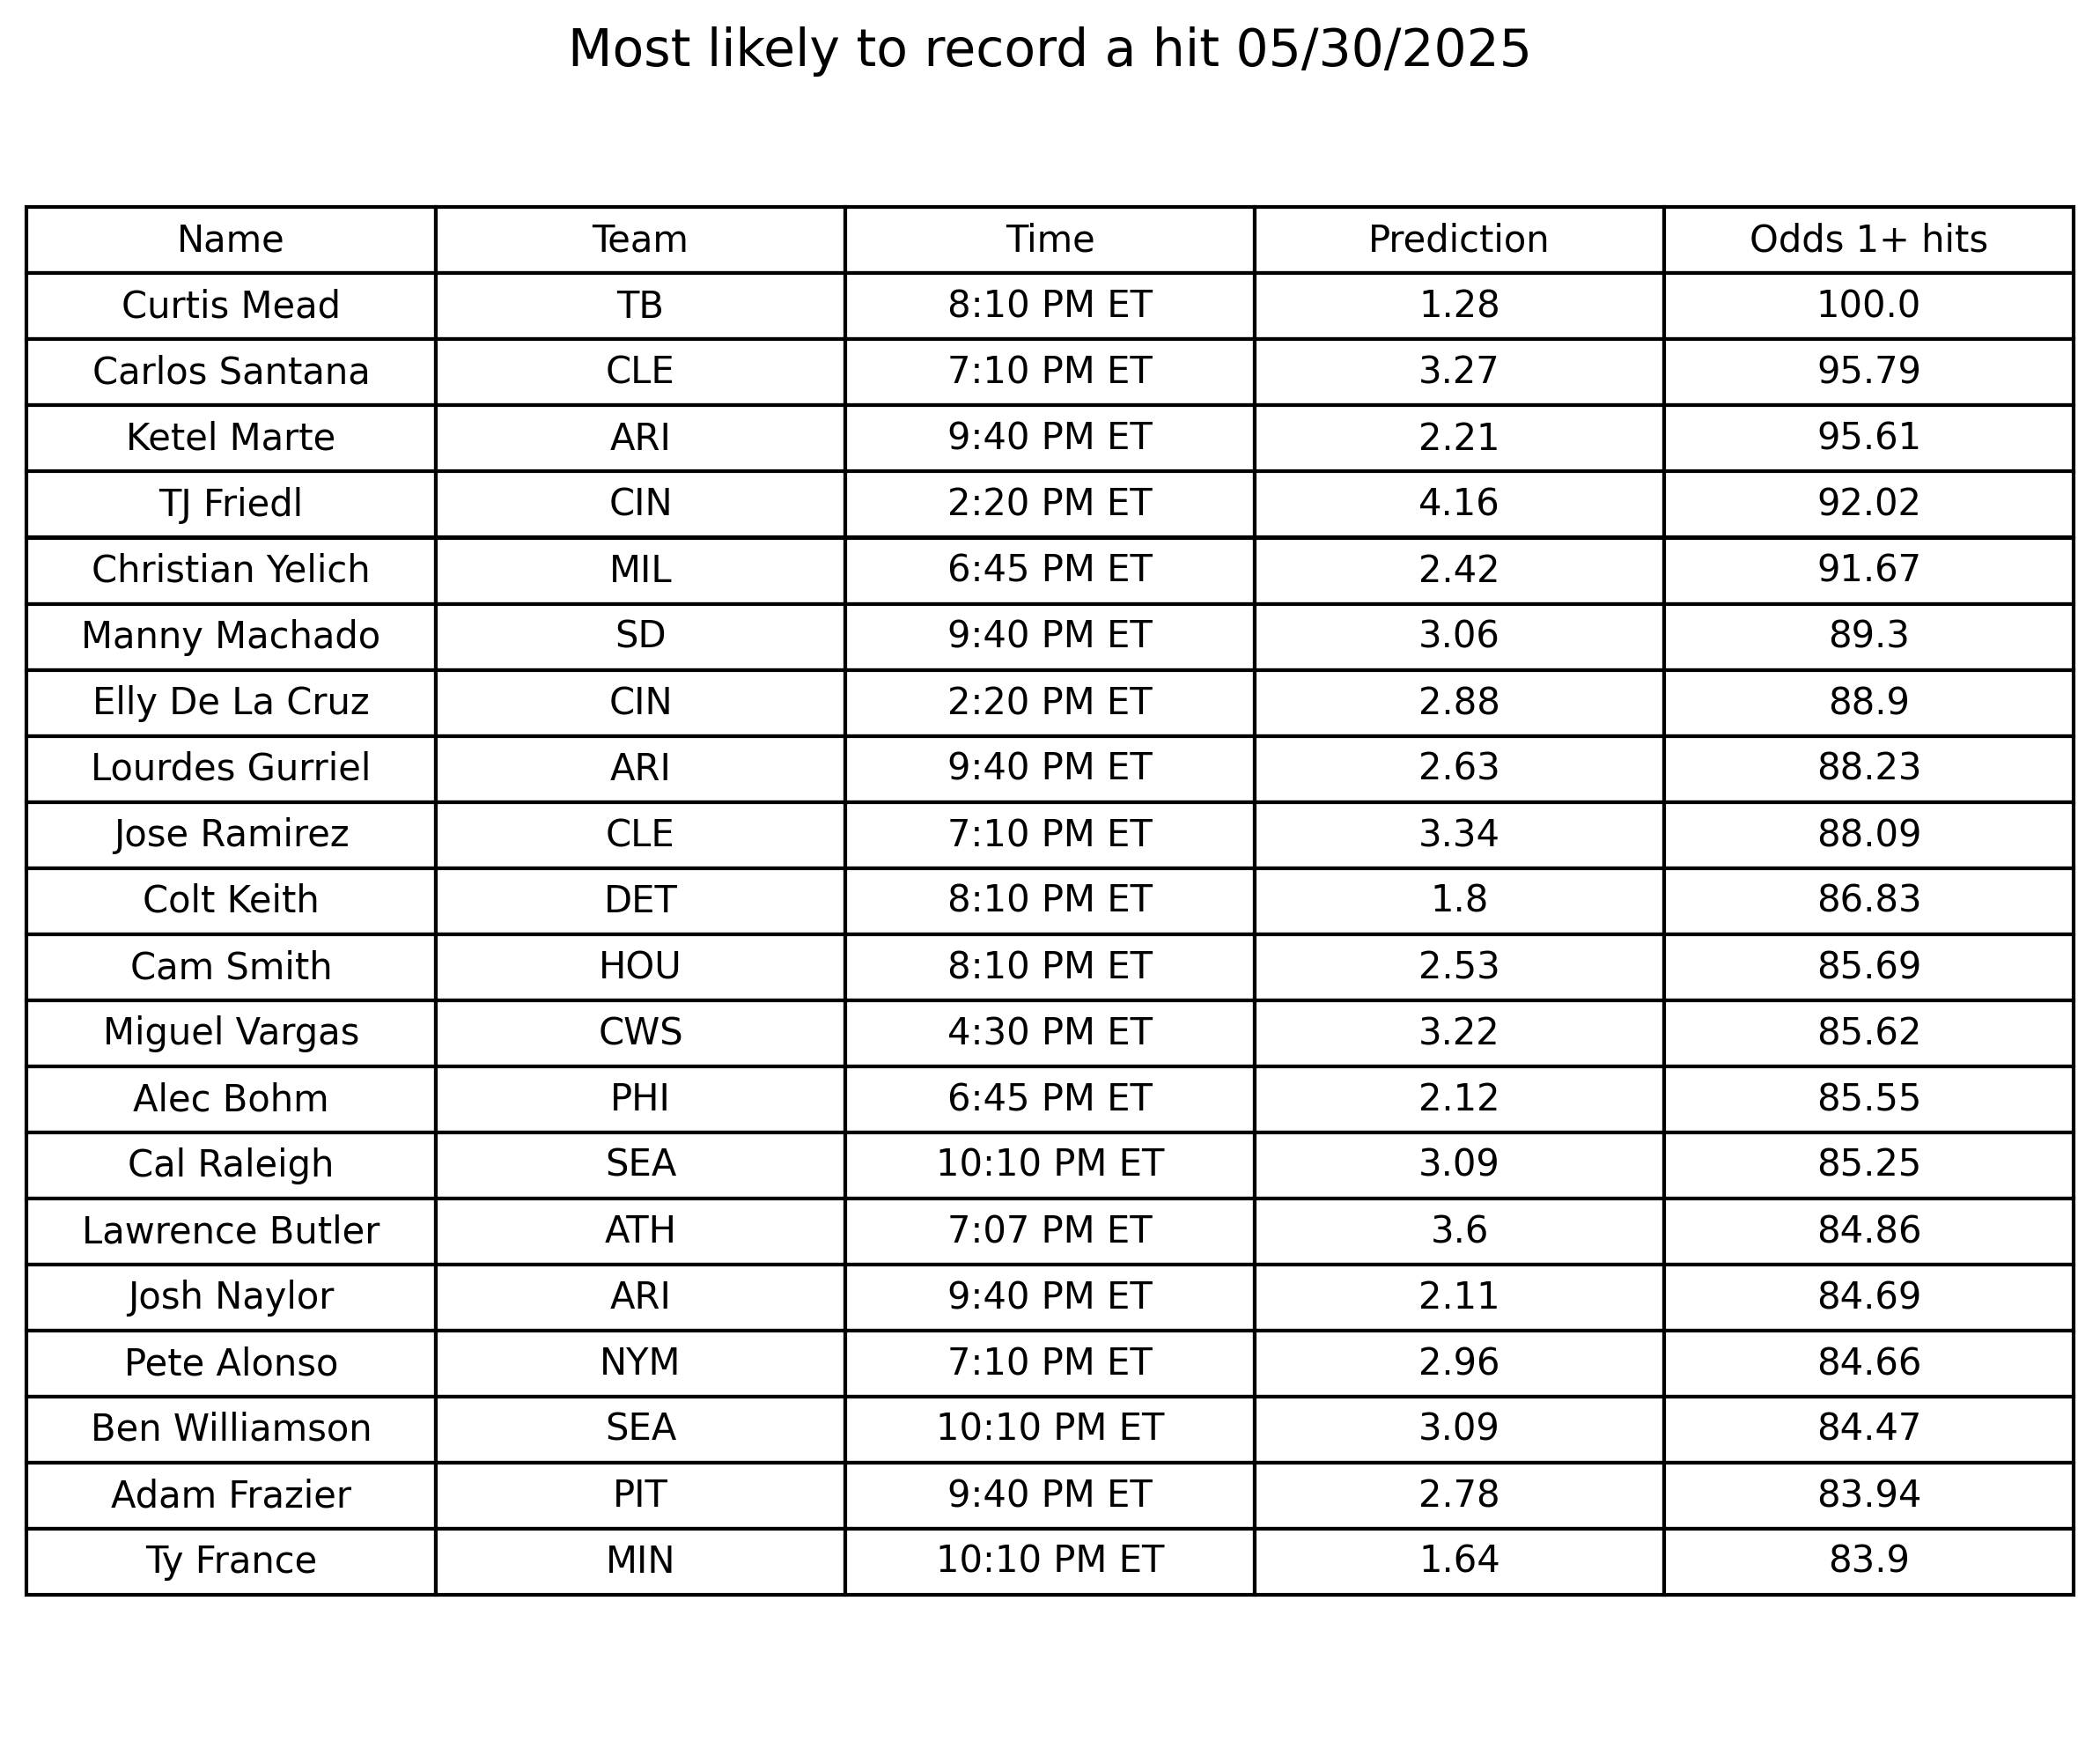 Most likely to record a hit 05/30/2025
Name Team Time Prediction Odds 1+ hits
Curtis Mead TB 8:10 PM ET 1.28 100.0
Carlos Santana CLE 7:10 PM ET 3.27 95.79
Ketel Marte ARI 9:40 PM ET 2.21 95.61
TJ Friedl CIN 2:20 PM ET 4.16 92.02
Christian Yelich MIL 6:45 PM ET 2.42 91.67
Manny Machado SD 9:40 PM ET 3.06 89.3
Elly De La Cruz CIN 2:20 PM ET 2.88 88.9
Lourdes Gurriel ARI 9:40 PM ET 2.63 88.23
Jose Ramirez CLE 7:10 PM ET 3.34 88.09
Colt Keith DET 8:10 PM ET 1.8 86.83
Cam Smith HOU 8:10 PM ET 2.53 85.69
Miguel Vargas CWS 4:30 PM ET 3.22 85.62
Alec Bohm PHI 6:45 PM ET 2.12 85.55
Cal Raleigh SEA 10:10 PM ET 3.09 85.25
Lawrence Butler ATH 7:07 PM ET 3.6 84.86
Josh Naylor ARI 9:40 PM ET 2.11 84.69
Pete Alonso NYM 7:10 PM ET 2.96 84.66
Ben Williamson SEA 10:10 PM ET 3.09 84.47
Adam Frazier PIT 9:40 PM ET 2.78 83.94
Ty France MIN 10:10 PM ET 1.64 83.9